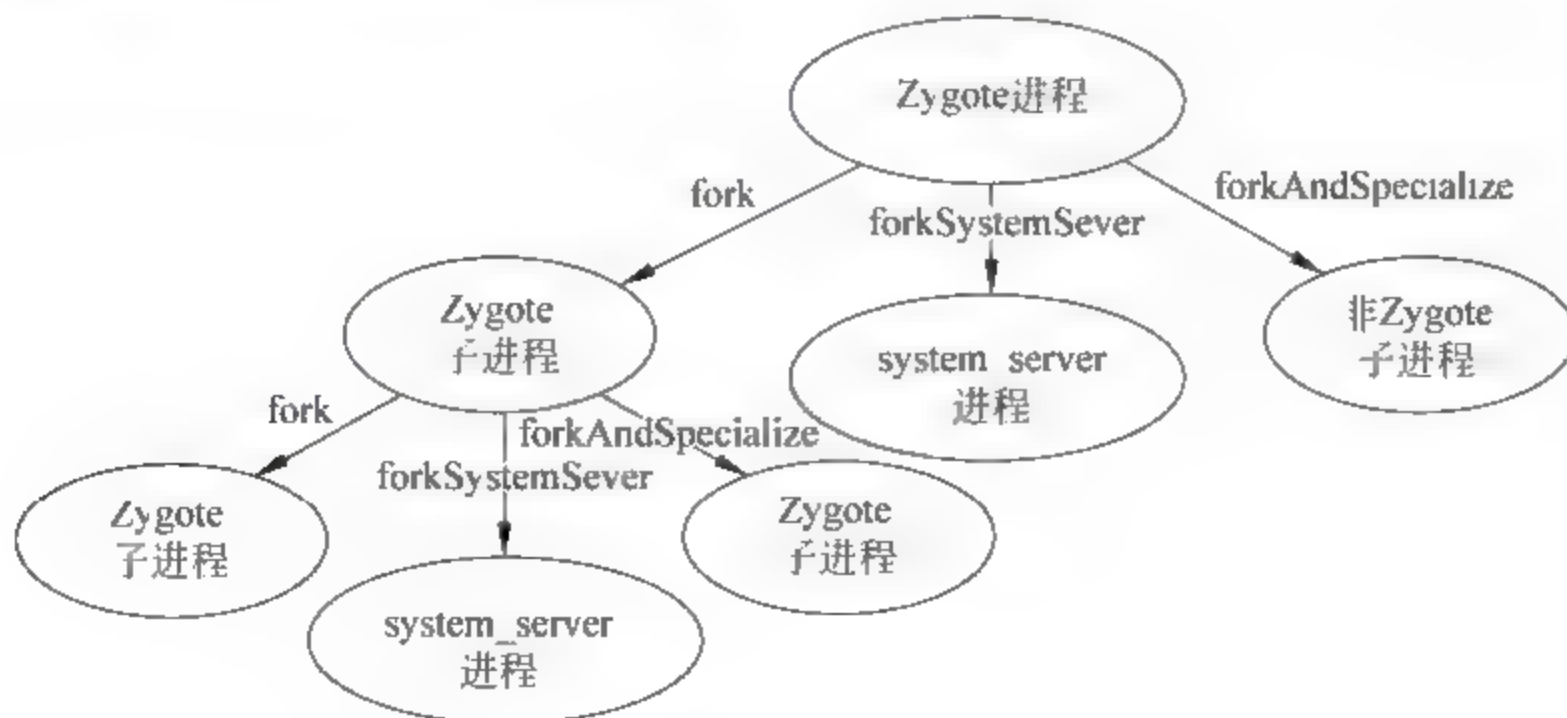 Zygote进程
fork
forkSystemSever
forkAndSpecialize
Zygote
子进程
system_server
进程
非Zygote
子进程
fork
forkSystemSever
forkAndSpecialize
Zygote
子进程
system_server
进程
Zygote
子进程